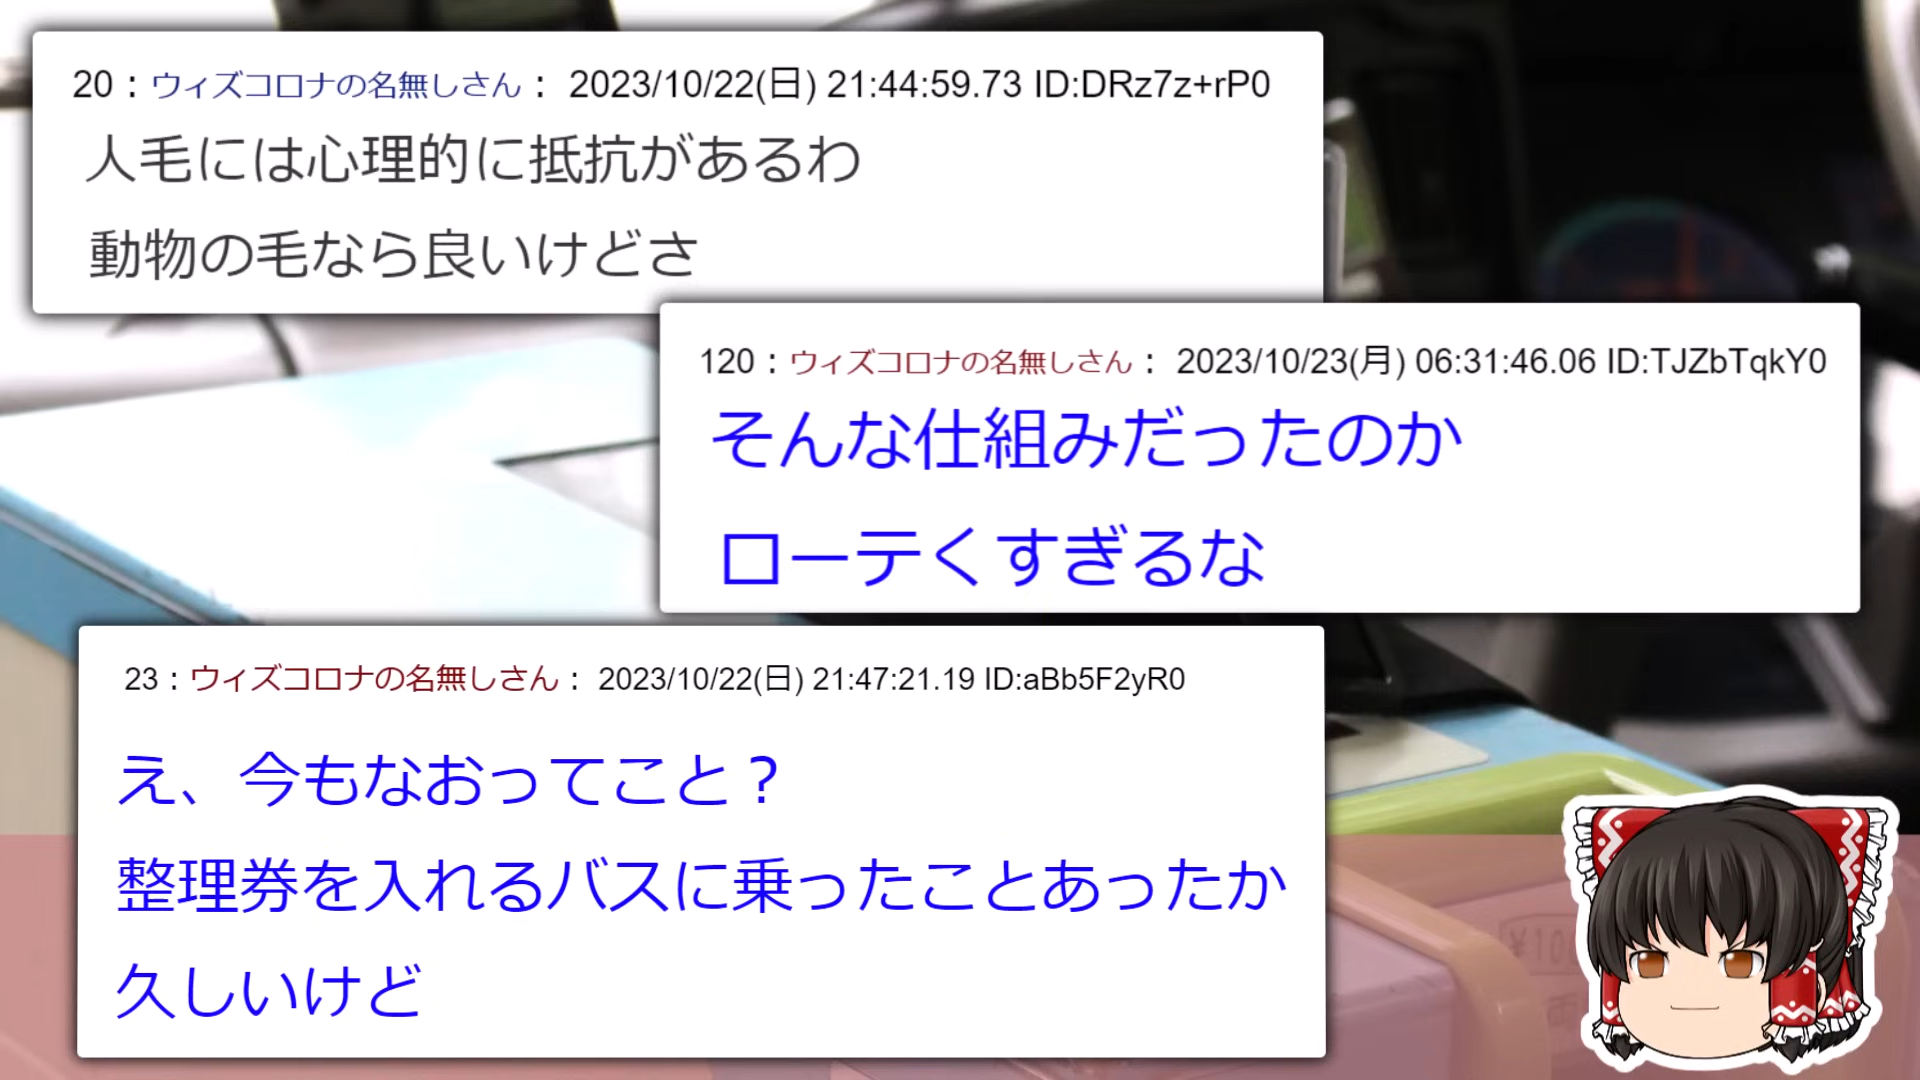 20：ウィズコロナの名無しさん： 2023/10/22(日) 21:44:59.73 ID:DRz7z+rP0
人毛には心理的に抵抗があるわ
動物の毛なら良いけどさ
120：ウィズコロナの名無しさん： 2023/10/23(月) 06:31:46.06 ID:TJZbTqkY0
そんな仕組みだったのか
ローテくすぎるな
23：ウィズコロナの名無しさん： 2023/10/22(日) 21:47:21.19 ID:aBb5F2yR0
え、今もなおってこと？
整理券を入れるバスに乗ったことあったか
久しいけど